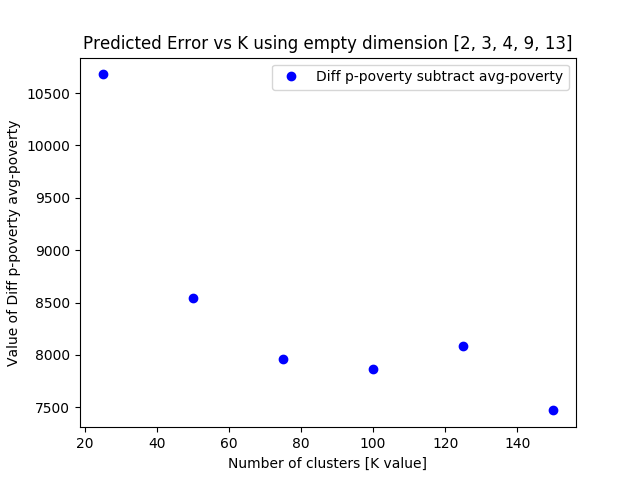 Predicted Error vs K using empty dimension [2, 3, 4, 9, 13]
Diff p-poverty subtract avg-poverty
Value of Diff p-poverty avg-poverty
10500
10000
9500
9000
8500
8000
7500
20 40 60 80 100 120 140
Number of clusters [K value]